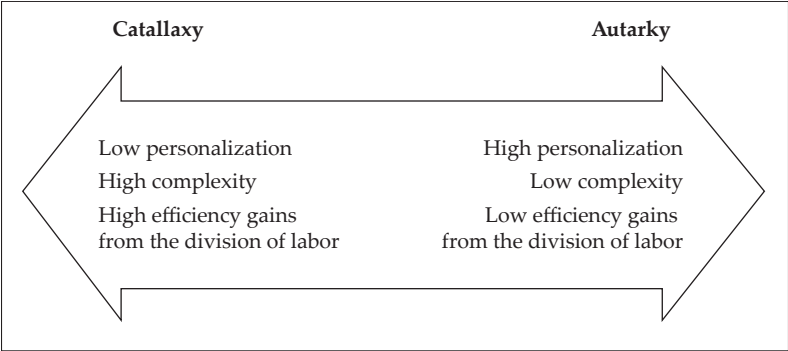 Catallaxy
Autarky
Low personalization
High complexity
High efficiency gains
from the division of labor
High personalization
Low complexity
Low efficiency gains
from the division of labor